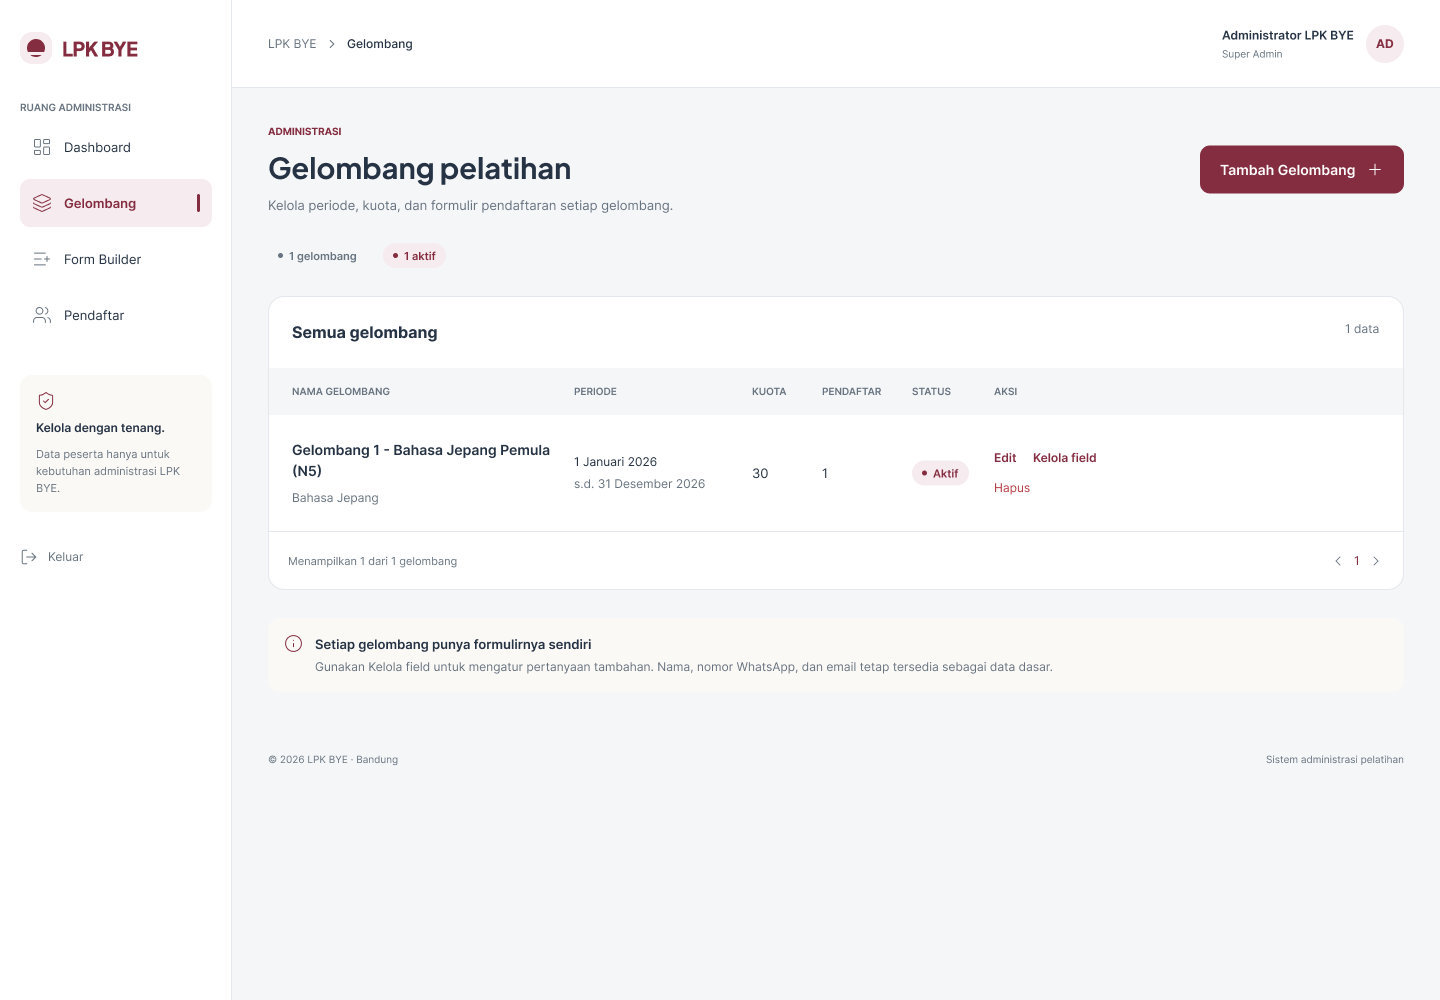 LPK BYE
RUANG ADMINISTRASI
Dashboard
Gelombang
Form Builder
Pendaftar
Kelola dengan tenang.
Data peserta hanya untuk
kebutuhan administrasi LPK
BYE.
Keluar
LPK BYE > Gelombang
Administrator LPK BYE
Super Admin
AD
ADMINISTRASI
Gelombang pelatihan
Kelola periode, kuota, dan formulir pendaftaran setiap gelombang.
Tambah Gelombang +
1 gelombang
1 aktif
Semua gelombang
1 data
NAMA GELOMBANG PERIODE KUOTA PENDAFTAR STATUS AKSI
Gelombang 1 - Bahasa Jepang Pemula
(N5)
Bahasa Jepang
1 Januari 2026
s.d. 31 Desember 2026
30
1
Aktif
Edit Kelola field
Hapus
Menampilkan 1 dari 1 gelombang
< 1 >
Setiap gelombang punya formulirnya sendiri
Gunakan Kelola field untuk mengatur pertanyaan tambahan. Nama, nomor WhatsApp, dan email tetap tersedia sebagai data dasar.
© 2026 LPK BYE · Bandung
Sistem administrasi pelatihan